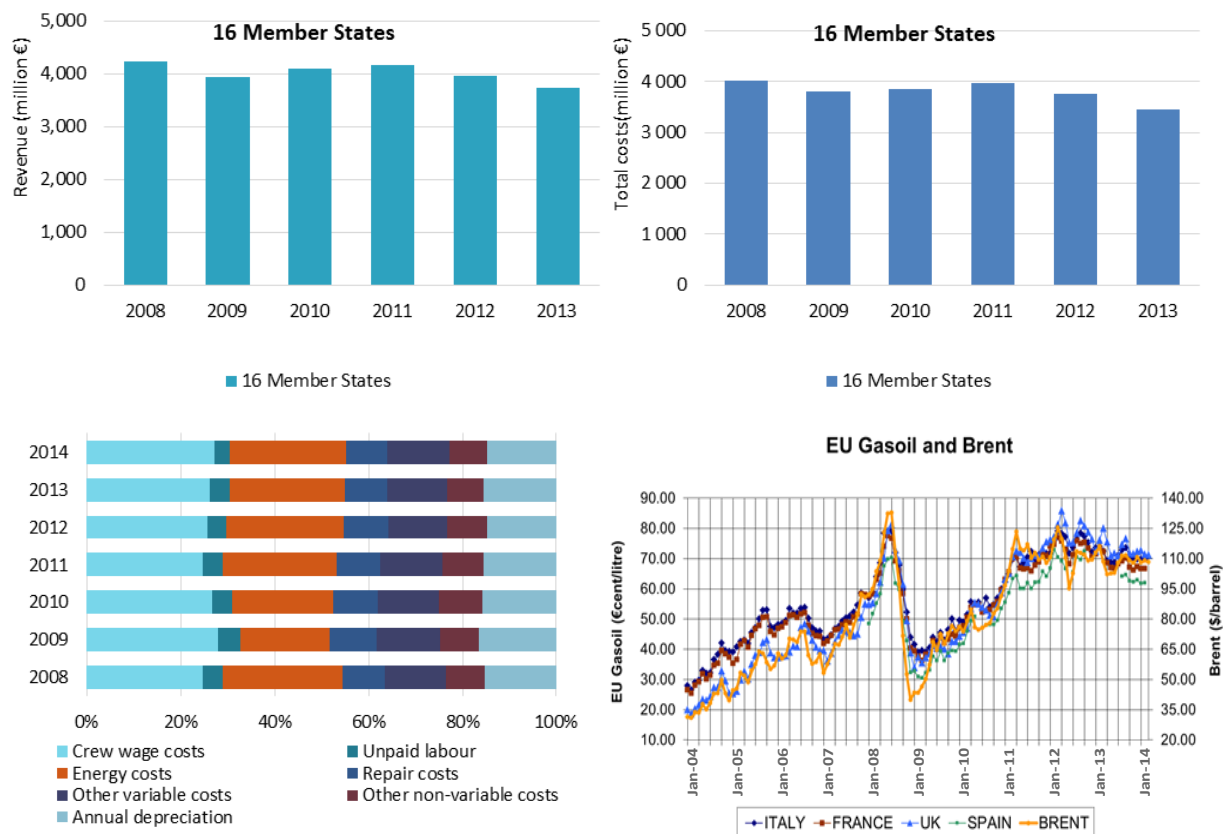 16 Member States
Revenue (million €)
5,000
4,000
3,000
2,000
1,000
0
2008 2009 2010 2011 2012 2013
16 Member States
16 Member States
Total costs(million €)
5 000
4 000
3 000
2 000
1 000
0
2008 2009 2010 2011 2012 2013
16 Member States
2014
2013
2012
2011
2010
2009
2008
0% 20% 40% 60% 80% 100%
Crew wage costs Unpaid labour
Energy costs Repair costs
Other variable costs Other non-variable costs
Annual depreciation
EU Gasoil and Brent
EU Gasoil (€cent/litre)
90.00
80.00
70.00
60.00
50.00
40.00
30.00
20.00
10.00
140.00
125.00
110.00
95.00
80.00
65.00
50.00
35.00
20.00
Brent ($/barrel)
Jan-04 Jan-05 Jan-06 Jan-07 Jan-08 Jan-09 Jan-10 Jan-11 Jan-12 Jan-13 Jan-14
ITALY FRANCE UK SPAIN BRENT